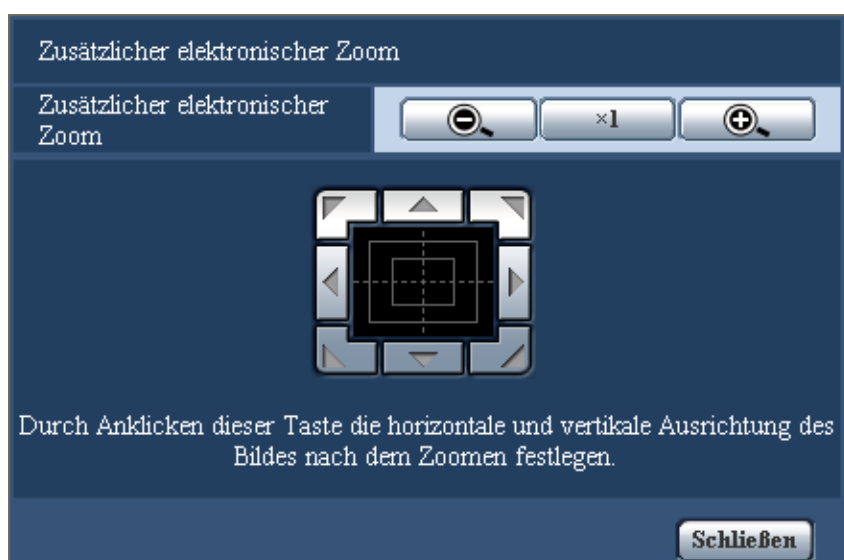 Zusätzlicher elektronischer Zoom
Zusätzlicher elektronischer
Zoom
×1
Durch Anklicken dieser Taste die horizontale und vertikale Ausrichtung des
Bildes nach dem Zoomen festlegen.
Schließen